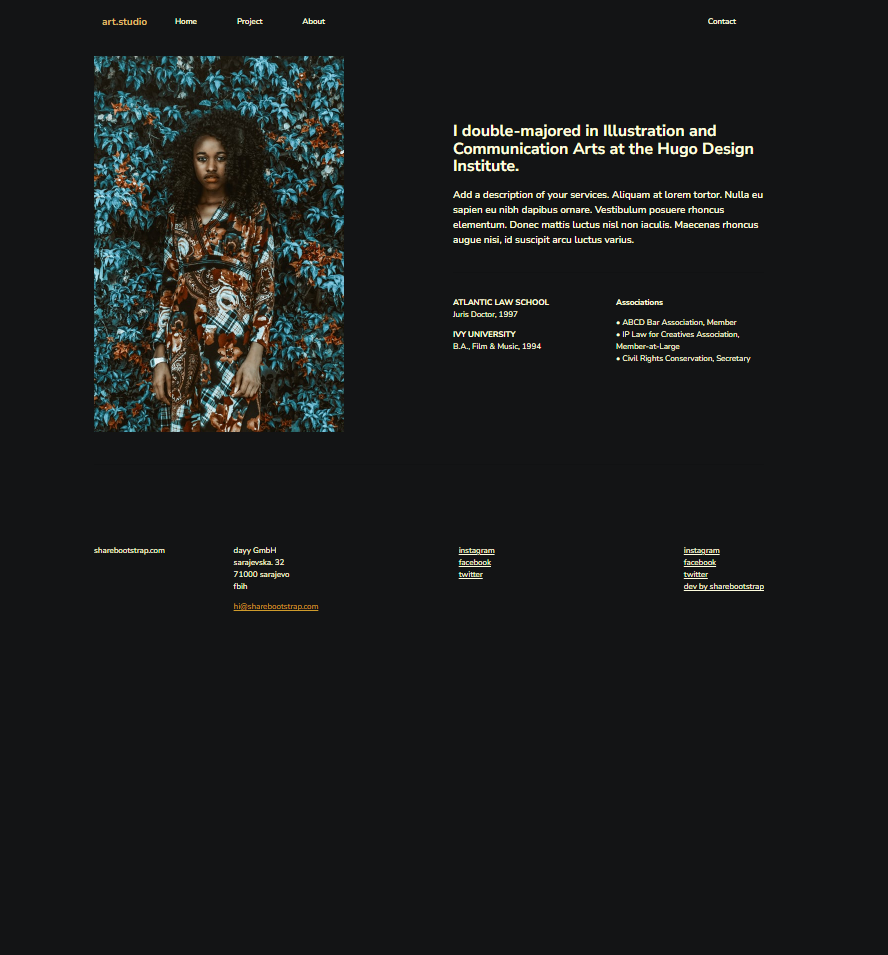 art.studio Home Project About Contact
I double-majored in Illustration and
Communication Arts at the Hugo Design
Institute.
Add a description of your services. Aliquam at lorem tortor. Nulla eu
sapien eu nibh dapibus ornare. Vestibulum posuere rhoncus
elementum. Donec mattis luctus nisl non iaculis. Maecenas rhoncus
augue nisi, id suscipit arcu luctus varius.
ATLANTIC LAW SCHOOL
Juris Doctor, 1997
IVY UNIVERSITY
B.A., Film & Music, 1994
Associations
• ABCD Bar Association, Member
• IP Law for Creatives Association,
Member-at-Large
• Civil Rights Conservation, Secretary
sharebootstrap.com
dayy GmbH
sarajevska. 32
71000 sarajevo
fbih
hi@sharebootstrap.com
instagram
facebook
twitter
instagram
facebook
twitter
dev by sharebootstrap